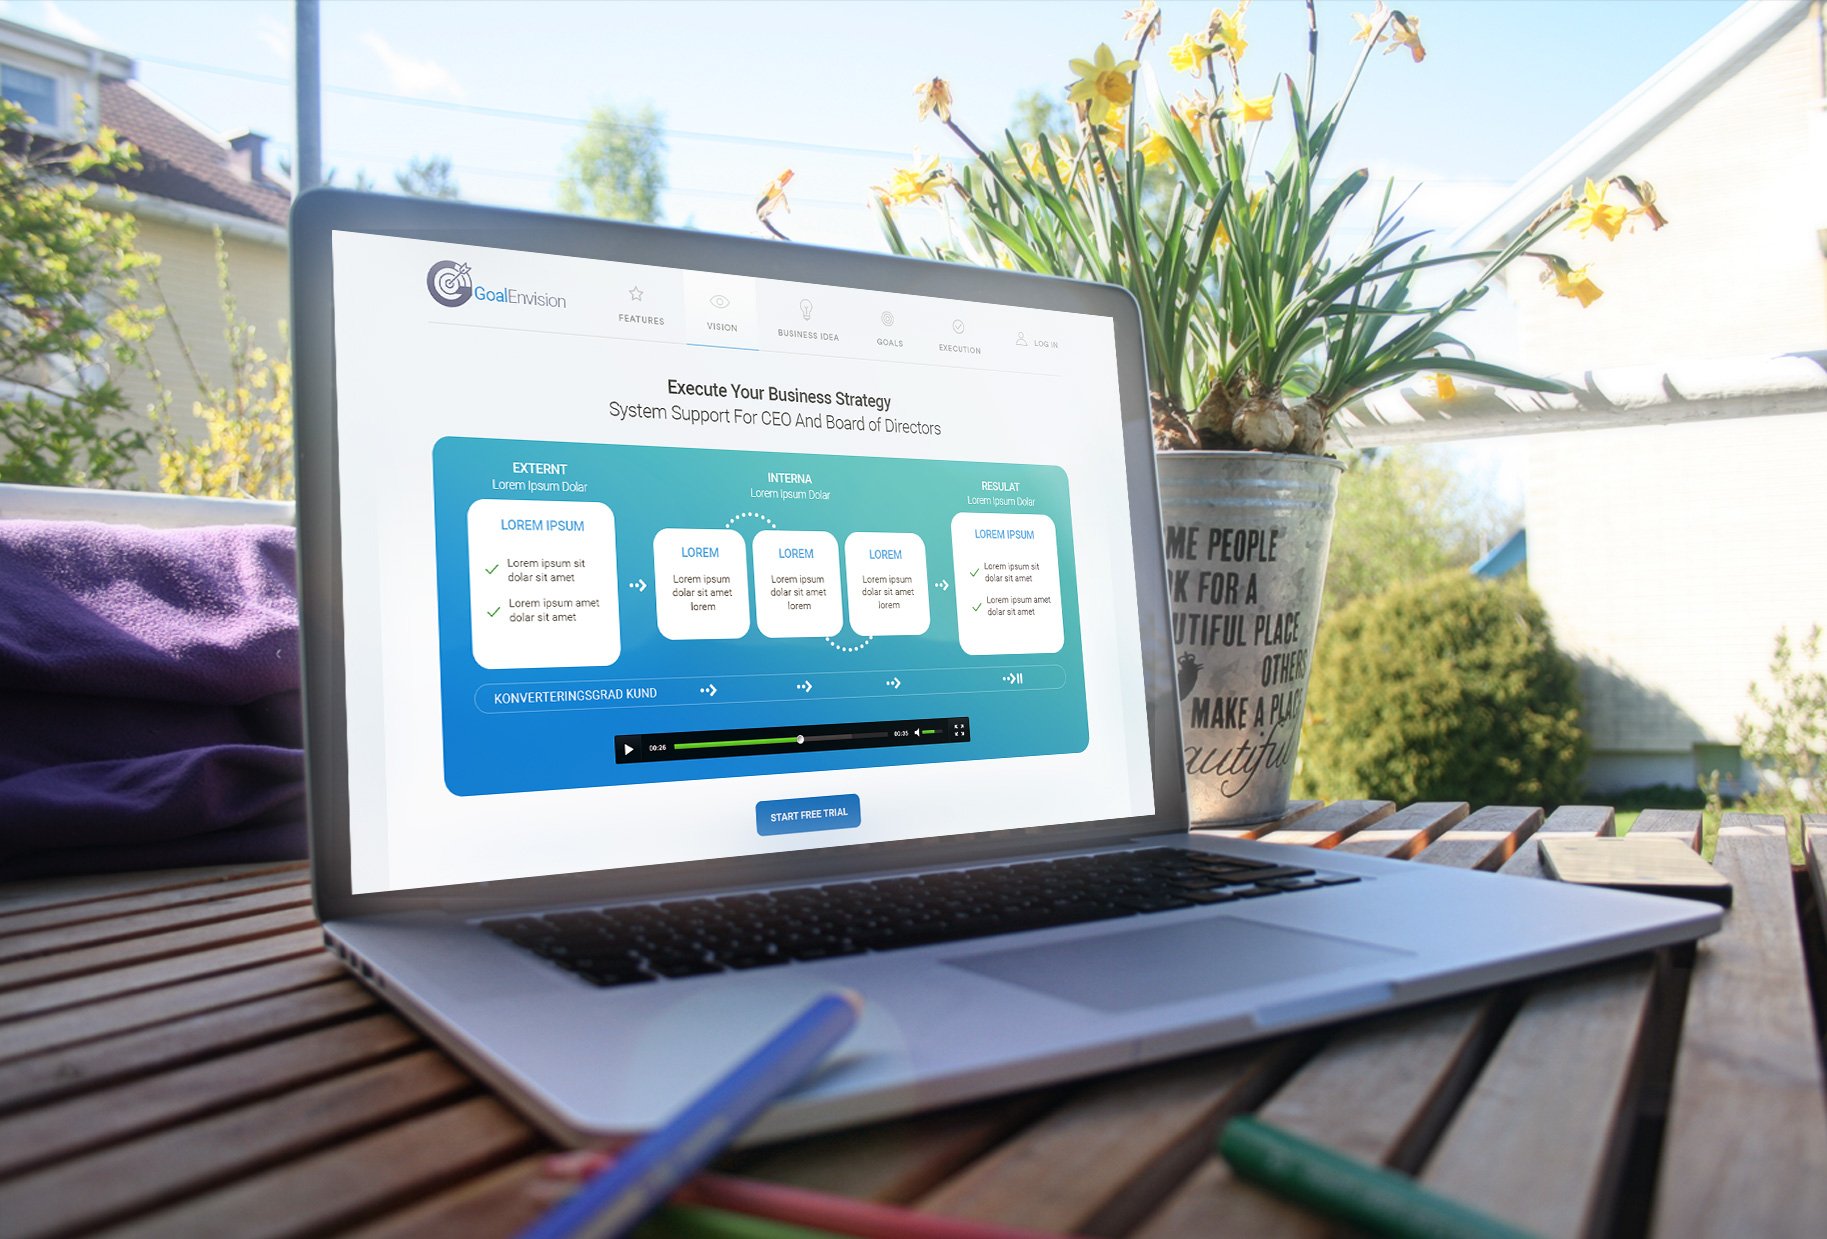 GoalEnvision
FEATURES
VISION
BUSINESS IDEA
GOALS
EXECUTION
LOG IN
Execute Your Business Strategy
System Support For CEO And Board of Directors
EXTERNT
Lorem Ipsum Dolar
LOREM IPSUM
Lorem ipsum sit
dolar sit amet
Lorem ipsum amet
dolar sit amet
INTERNA
Lorem Ipsum Dolar
LOREM
Lorem ipsum
dolar sit amet
lorem
LOREM
Lorem ipsum
dolar sit amet
lorem
LOREM
Lorem ipsum
dolar sit amet
lorem
RESULAT
Lorem Ipsum Dolar
LOREM IPSUM
Lorem ipsum sit
dolar sit amet
Lorem ipsum amet
dolar sit amet
KONVERTERINGSGRAD KUND
00:26
00:35
START FREE TRIAL
ME PEOPLE
K FOR A
UTIFUL PLACE
OTHERS
MAKE A PLACE
autiful